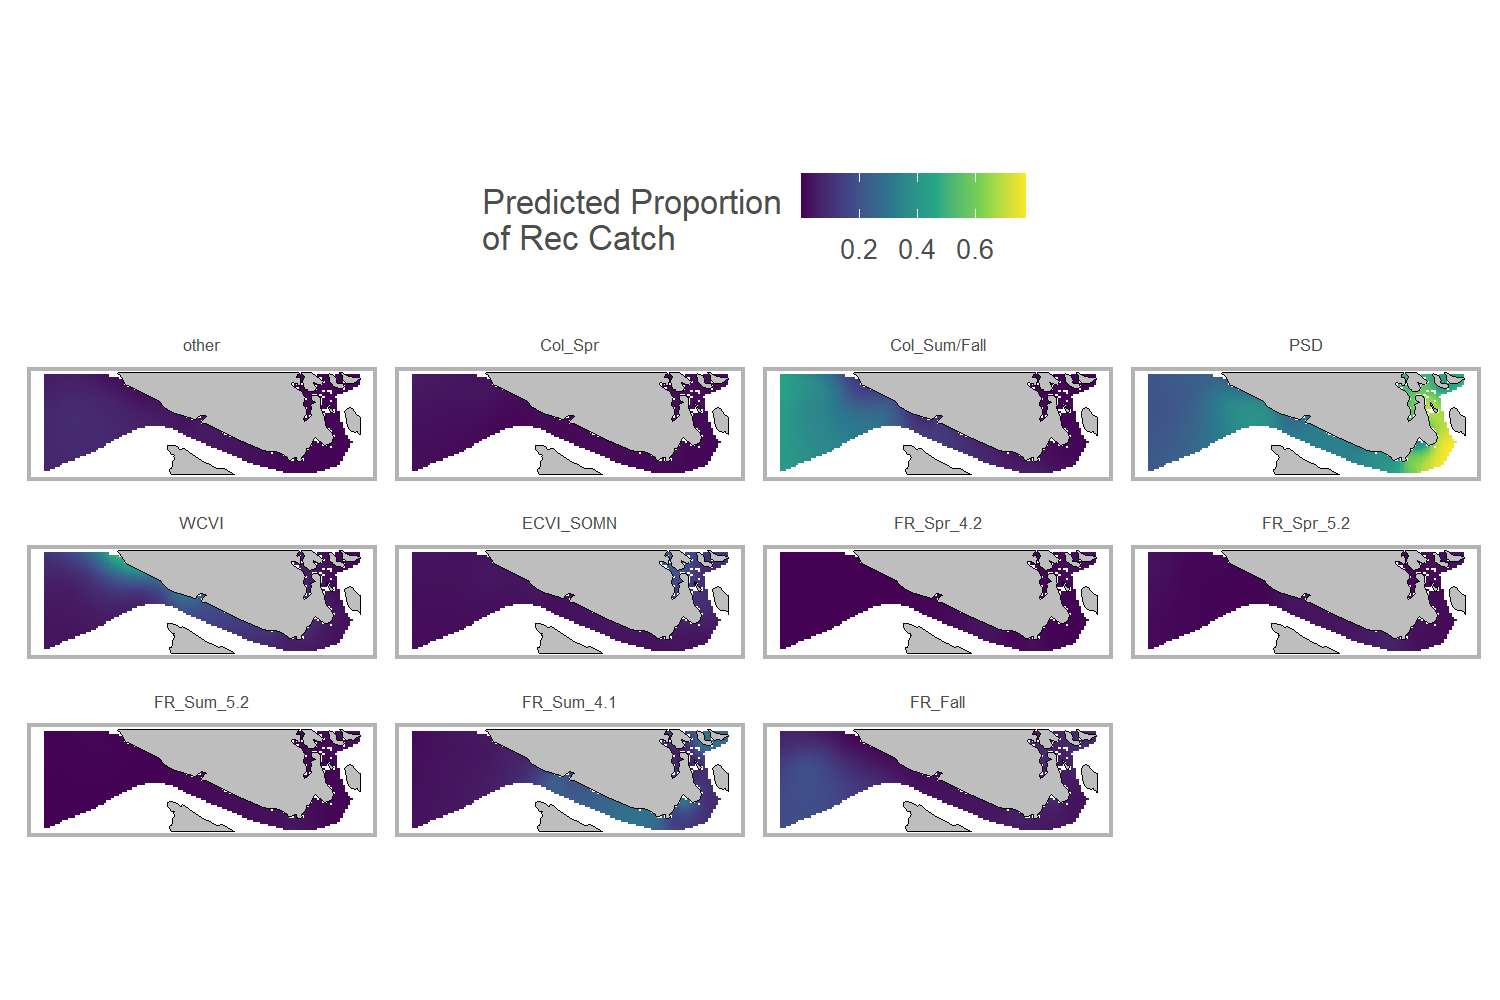 Predicted Proportion
of Rec Catch
0.2 0.4 0.6
other
Col_Spr
Col_Sum/Fall
PSD
WCVI
ECVI_SOMN
FR_Spr_4.2
FR_Spr_5.2
FR_Sum_5.2
FR_Sum_4.1
FR_Fall